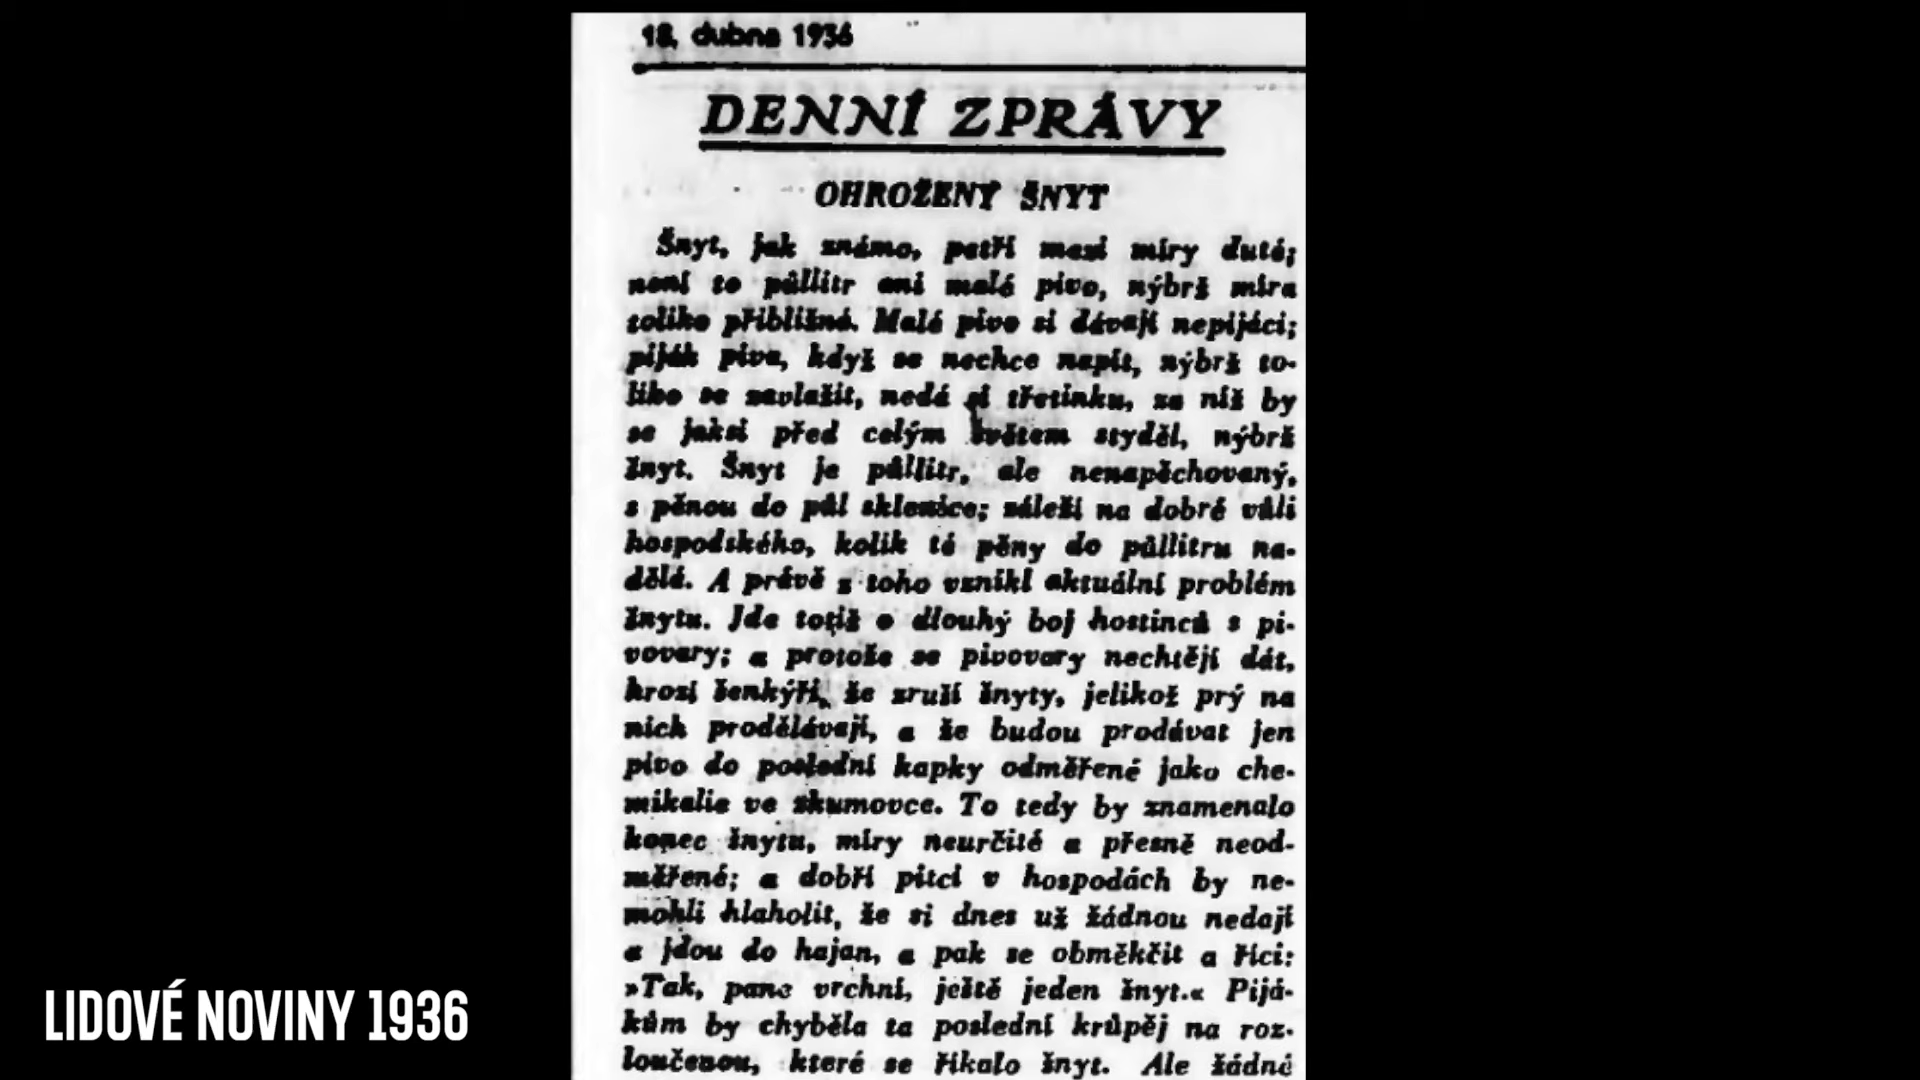 18. dubna 1936
DENNÍ ZPRÁVY
OHROŽENÝ ŠNYT
Šnyt, jak známo, patří mezi míry duté;
není to půllitr ani malé pivo, nýbrž míra
toliko přibližná. Malé pivo si dávají nepijáci;
piják piva, když se nechce napít, nýbrž to-
liko se zavlažit, nedá si třetinku, za niž by
se jaksi před celým světem styděl, nýbrž
šnyt. Šnyt je půllitr, ale nenapěchovaný,
s pěnou do půl sklenice; záleží na dobré vůli
hospodského, kolik té pěny do půllitru na-
dělá. A právě z toho vznikl aktuální problém
šnytu. Jde totiž o dlouhý boj hostinců s pi-
vovary; a protože se pivovary nechtějí dát,
hrozí šenkýři, že zruší šnyty, jelikož prý na
nich prodělávají, a že budou prodávat jen
pivo do poslední kapky odměřené jako che-
mikalie ve zkumovce. To tedy by znamenalo
konec šnytu, míry neurčité a přesně neod-
měřené; a dobří pitci v hospodách by ne-
mohli hlaholit, že si dnes už žádnou nedají
a jdou do hajan, a pak se obměkčit a říci:
»Tak, pane vrchní, ještě jeden šnyt.« Pijá-
kům by chyběla ta poslední krůpěj na roz-
loučenou, které se říkalo šnyt. Ale žádné
LIDOVÉ NOVINY 1936